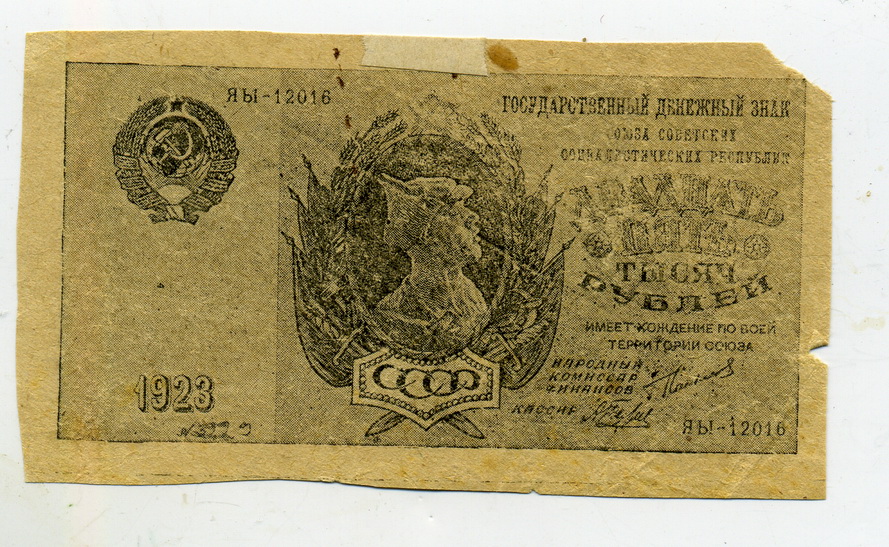 ЯЫ-12016
ГОСУДАРСТВЕННЫЙ ДЕНЕЖНЫЙ ЗНАК
СОЮЗА СОВЕТСКИХ
СОЦИАЛИСТИЧЕСКИХ РЕСПУБЛИК
ДВАДЦАТЬ
ПЯТЬ
ТЫСЯЧ
РУБЛЕЙ
ИМЕЕТ ХОЖДЕНИЕ ПО ВСЕЙ
ТЕРРИТОРИИ СОЮЗА
НАРОДНЫЙ
КОМИССАР
ФИНАНСОВ
КАССИР
ЯЫ-12016
СССР
1923